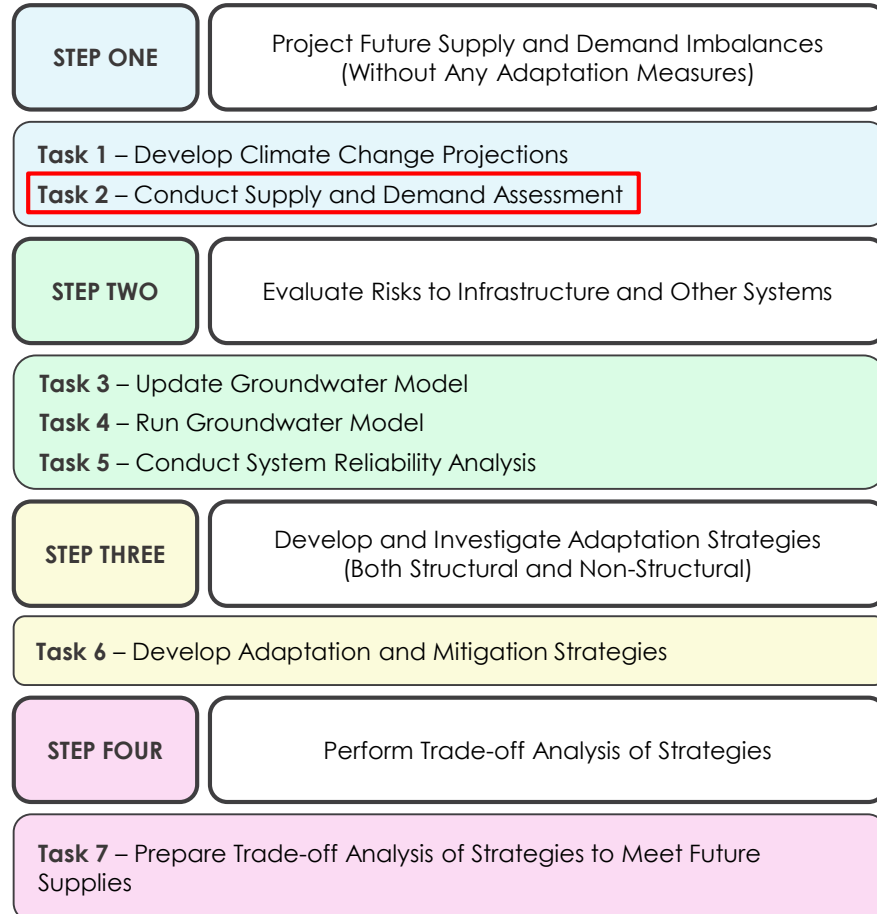 STEP ONE
Project Future Supply and Demand Imbalances
(Without Any Adaptation Measures)
Task 1 – Develop Climate Change Projections
Task 2 – Conduct Supply and Demand Assessment
STEP TWO
Evaluate Risks to Infrastructure and Other Systems
Task 3 – Update Groundwater Model
Task 4 – Run Groundwater Model
Task 5 – Conduct System Reliability Analysis
STEP THREE
Develop and Investigate Adaptation Strategies
(Both Structural and Non-Structural)
Task 6 – Develop Adaptation and Mitigation Strategies
STEP FOUR
Perform Trade-off Analysis of Strategies
Task 7 – Prepare Trade-off Analysis of Strategies to Meet Future
Supplies